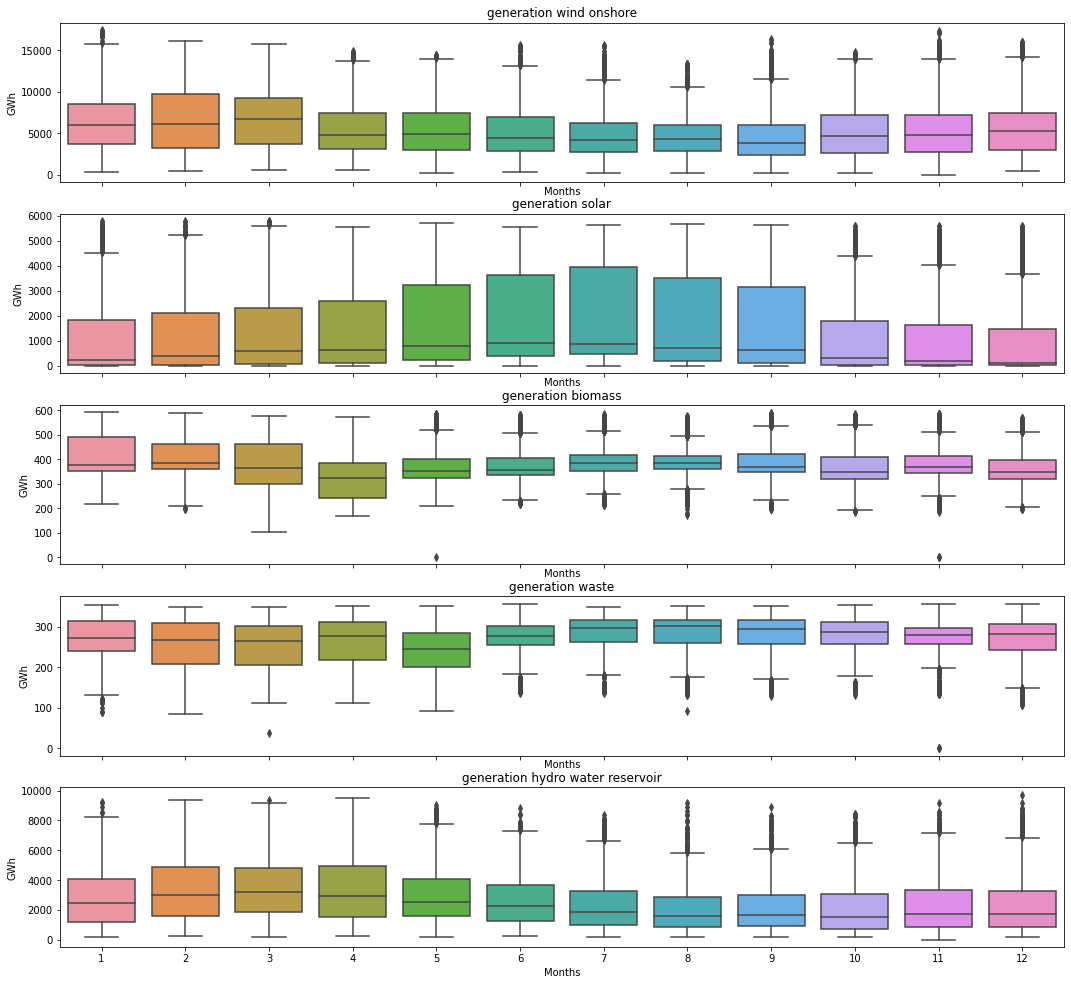 generation wind onshore
15000
10000
5000
0
GWh
Months
generation solar
6000
5000
4000
3000
2000
1000
0
GWh
Months
generation biomass
600
500
400
300
200
100
0
GWh
Months
generation waste
300
200
100
0
GWh
Months
generation hydro water reservoir
10000
8000
6000
4000
2000
0
GWh
1 2 3 4 5 6 7 8 9 10 11 12
Months